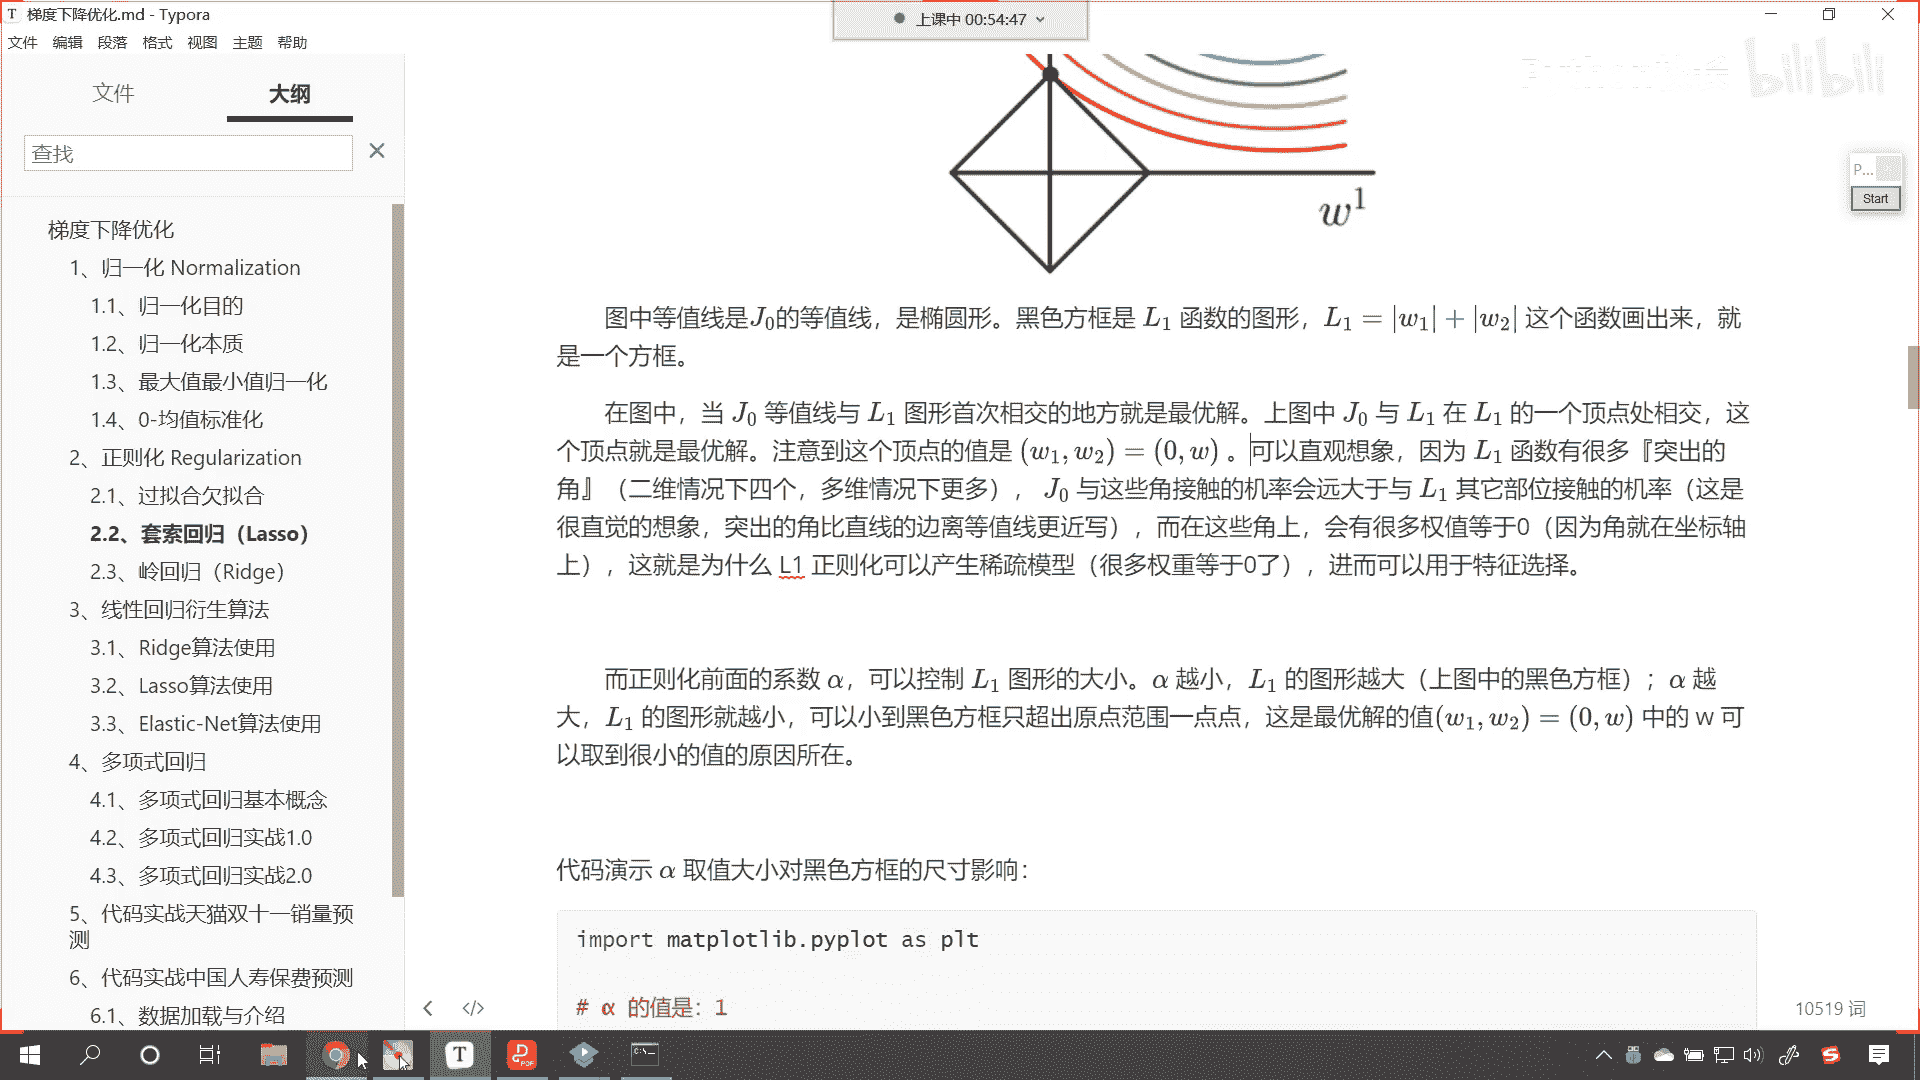 梯度下降优化.md - Typora
上课中 00:54:47
文件 编辑 段落 格式 视图 主题 帮助
bilibili
文件 大纲
查找
P...
Start
梯度下降优化
1、归一化 Normalization
1.1、归一化目的
1.2、归一化本质
1.3、最大值最小值归一化
1.4、0-均值标准化
2、正则化 Regularization
2.1、过拟合欠拟合
2.2、套索回归（Lasso）
2.3、岭回归（Ridge）
3、线性回归衍生算法
3.1、Ridge算法使用
3.2、Lasso算法使用
3.3、Elastic-Net算法使用
4、多项式回归
4.1、多项式回归基本概念
4.2、多项式回归实战1.0
4.3、多项式回归实战2.0
5、代码实战天猫双十一销量预
测
6、代码实战中国人寿保费预测
6.1、数据加载与介绍
w¹
图中等值线是J₀的等值线，是椭圆形。黑色方框是 L₁ 函数的图形，L₁ = |w₁| + |w₂| 这个函数画出来，就
是一个方框。
在图中，当 J₀ 等值线与 L₁ 图形首次相交的地方就是最优解。上图中 J₀ 与 L₁ 在 L₁ 的一个顶点处相交，这
个顶点就是最优解。注意到这个顶点的值是 (w₁, w₂) = (0, w) 。可以直观想象，因为 L₁ 函数有很多『突出的
角』（二维情况下四个，多维情况下更多）， J₀ 与这些角接触的机率会远大于与 L₁ 其它部位接触的机率（这是
很直觉的想象，突出的角比直线的边离等值线更近写），而在这些角上，会有很多权值等于0（因为角就在坐标轴
上），这就是为什么 L1 正则化可以产生稀疏模型（很多权重等于0了），进而可以用于特征选择。
而正则化前面的系数 α，可以控制 L₁ 图形的大小。α 越小，L₁ 的图形越大（上图中的黑色方框）；α 越
大，L₁ 的图形就越小，可以小到黑色方框只超出原点范围一点点，这是最优解的值(w₁, w₂) = (0, w) 中的 w 可
以取到很小的值的原因所在。
代码演示 α 取值大小对黑色方框的尺寸影响：
import matplotlib.pyplot as plt
# α 的值是: 1
10519 词